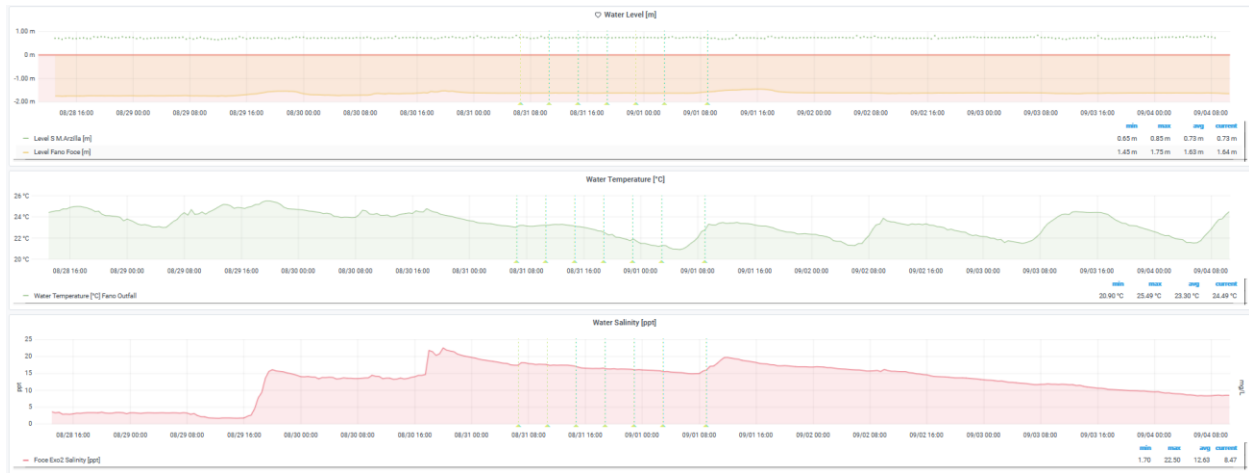 Water Level [m]
1.00 m
0 m
-1.00 m
-2.00 m
08/28 16:00 08/29 00:00 08/29 08:00 08/29 16:00 08/30 00:00 08/30 08:00 08/30 16:00 08/31 00:00 08/31 08:00 08/31 16:00 09/01 00:00 09/01 08:00 09/01 16:00 09/02 00:00 09/02 08:00 09/02 16:00 09/03 00:00 09/03 08:00 09/03 16:00 09/04 00:00 09/04 08:00
min max avg current
Level S M.Arzilla [m] 0.65 m 0.85 m 0.73 m 0.73 m
Level Fano Foce [m] 1.45 m 1.75 m 1.63 m 1.64 m
Water Temperature [°C]
26 °C
24 °C
22 °C
20 °C
08/28 16:00 08/29 00:00 08/29 08:00 08/29 16:00 08/30 00:00 08/30 08:00 08/30 16:00 08/31 00:00 08/31 08:00 08/31 16:00 09/01 00:00 09/01 08:00 09/01 16:00 09/02 00:00 09/02 08:00 09/02 16:00 09/03 00:00 09/03 08:00 09/03 16:00 09/04 00:00 09/04 08:00
min max avg current
Water Temperature [°C] Fano Outfall 20.90 °C 25.49 °C 23.30 °C 24.49 °C
Water Salinity [ppt]
25
20
15
10
5
0
ppt
mg/L
08/28 16:00 08/29 00:00 08/29 08:00 08/29 16:00 08/30 00:00 08/30 08:00 08/30 16:00 08/31 00:00 08/31 08:00 08/31 16:00 09/01 00:00 09/01 08:00 09/01 16:00 09/02 00:00 09/02 08:00 09/02 16:00 09/03 00:00 09/03 08:00 09/03 16:00 09/04 00:00 09/04 08:00
min max avg current
Foce Exo2 Salinity [ppt] 1.70 22.50 12.63 8.47